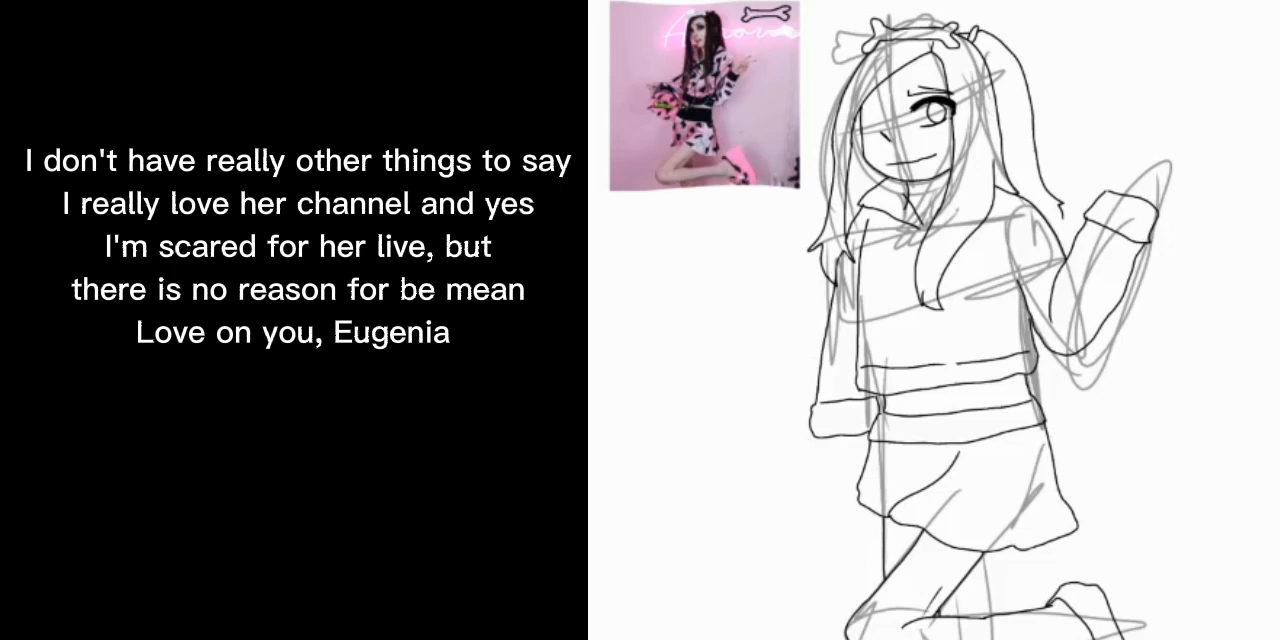 I don't have really other things to say
I really love her channel and yes
I'm scared for her live, but
there is no reason for be mean
Love on you, Eugenia